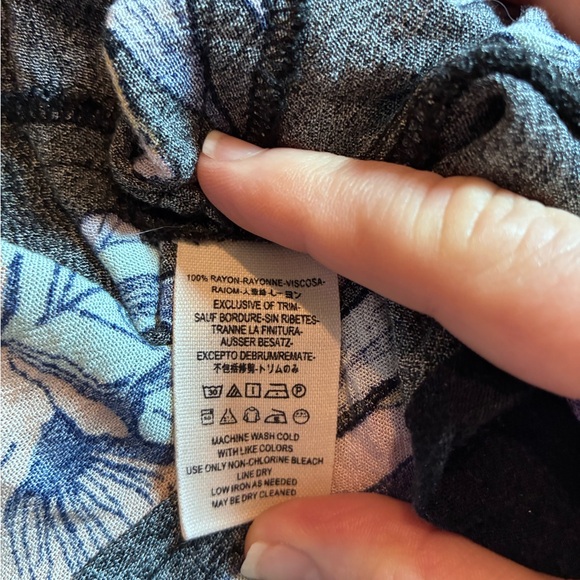 100% RAYON-RAYONNE-VISCOSA-
RAIOM-人造絲-レーヨン
EXCLUSIVE OF TRIM-
SAUF BORDURE-SIN RIBETES-
TRANNE LA FINITURA-
AUSSER BESATZ-
EXCEPTO DEBRUM/REMATE-
不包括修剪-トリムのみ
30 P
MACHINE WASH COLD
WITH LIKE COLORS
USE ONLY NON-CHLORINE BLEACH
LINE DRY
LOW IRON AS NEEDED
MAY BE DRY CLEANED